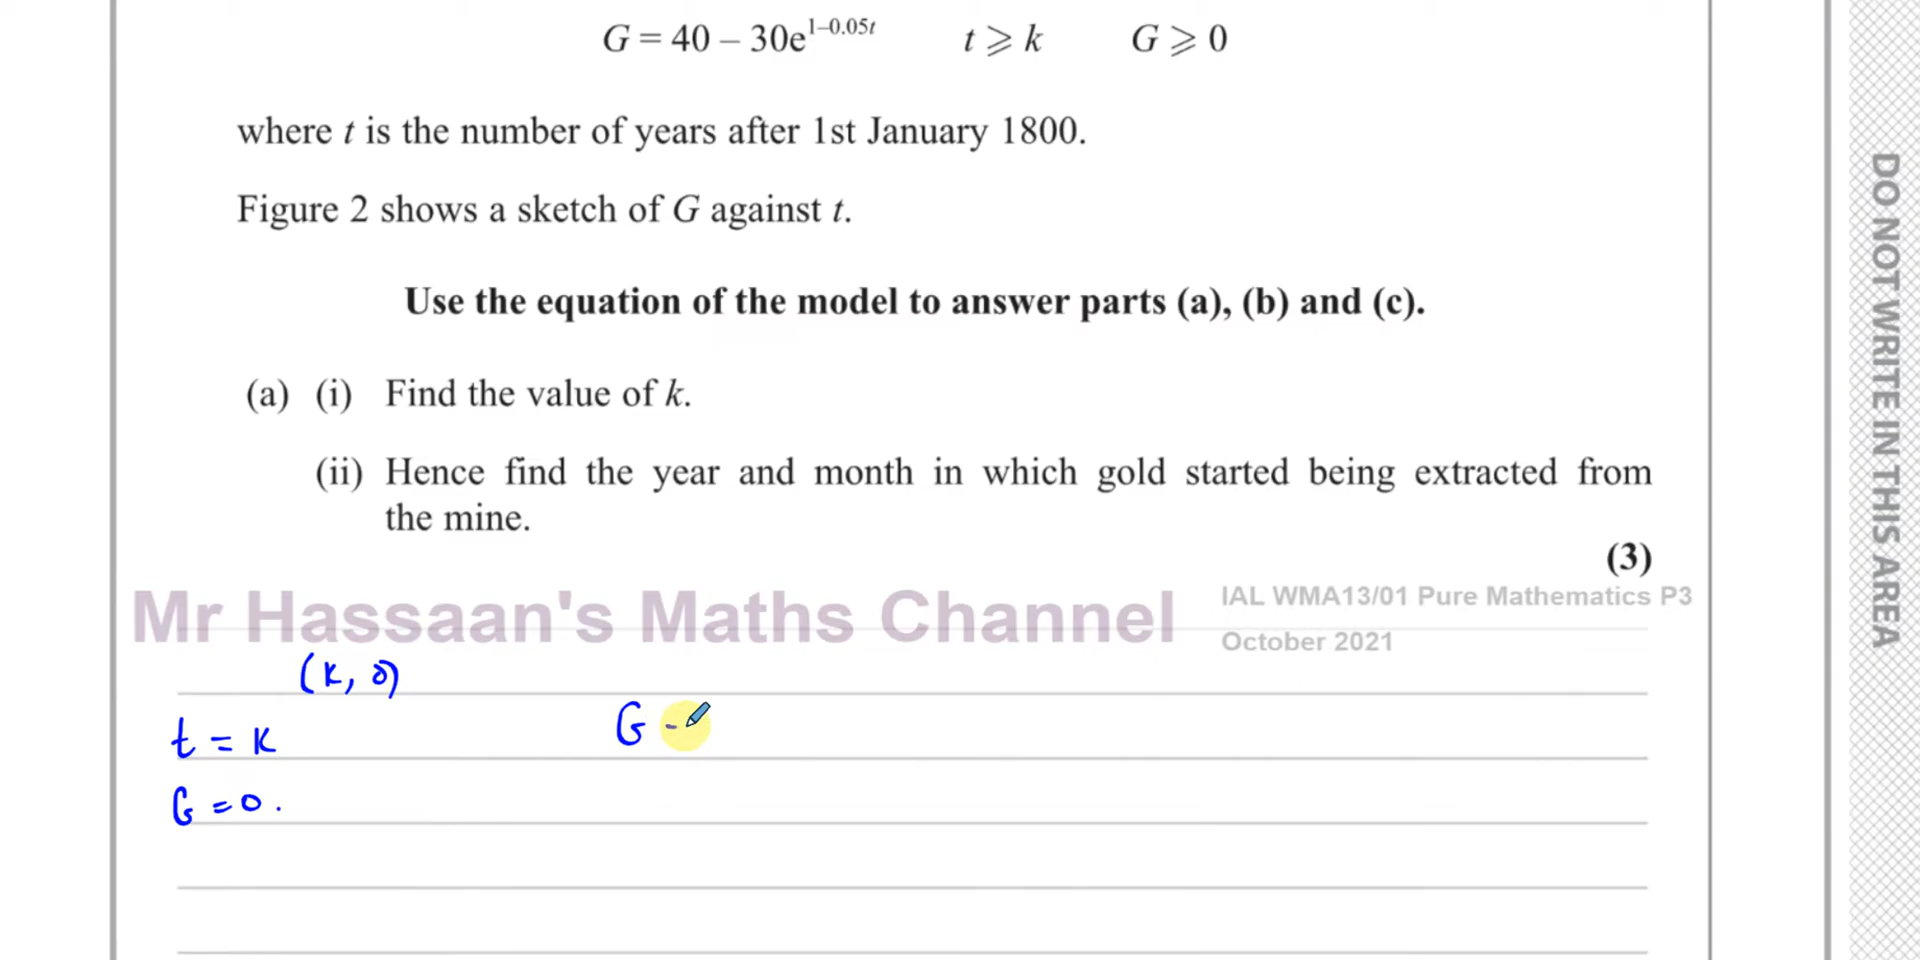 G = 40 – 30e^{1–0.05t} t ⩾ k G ⩾ 0
where t is the number of years after 1st January 1800.
Figure 2 shows a sketch of G against t.
Use the equation of the model to answer parts (a), (b) and (c).
(a) (i) Find the value of k.
(ii) Hence find the year and month in which gold started being extracted from
the mine.
(3)
Mr Hassaan's Maths Channel
IAL WMA13/01 Pure Mathematics P3
October 2021
(k, 0)
t = k
G = 0.
G -
DO NOT WRITE IN THIS AREA